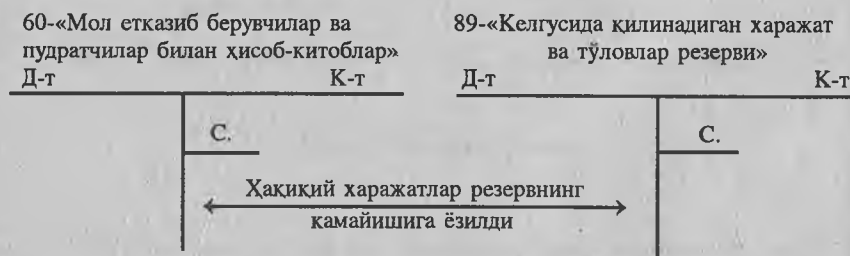 60-«Мол етказиб берувчилар ва
пудратчилар билан ҳисоб-китоблар»
Д-т К-т
89-«Келгусида қилинадиган харажат
ва тўловлар резерви»
Д-т К-т
С.
С.
Ҳақиқий харажатлар резервнинг
камайишига ёзилди